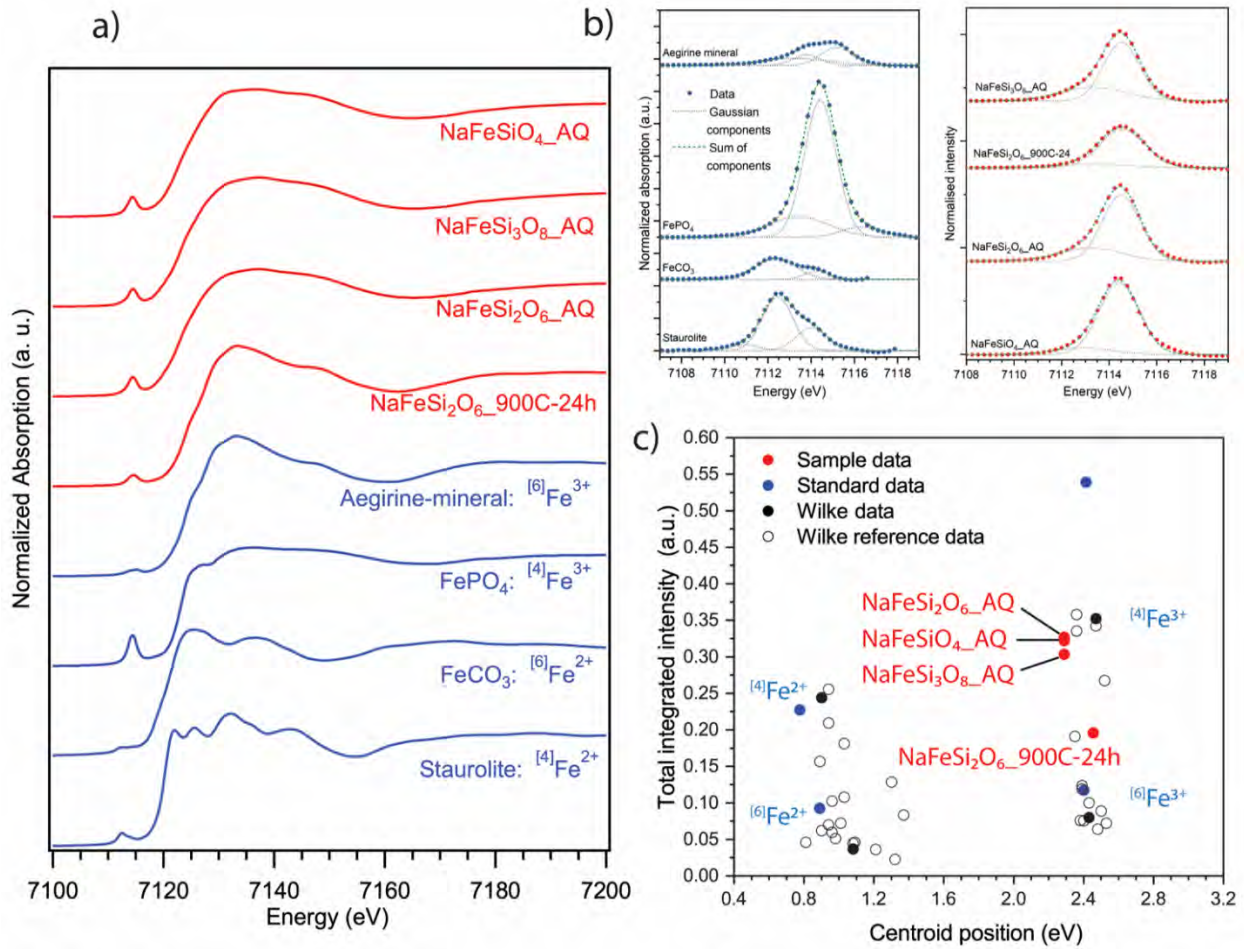 a)
Normalized Absorption (a. u.)
NaFeSiO4_AQ
NaFeSi3O8_AQ
NaFeSi2O6_AQ
NaFeSi2O6_900C-24h
Aegirine-mineral: [6]Fe3+
FePO4: [4]Fe3+
FeCO3: [6]Fe2+
Staurolite: [4]Fe2+
7100 7120 7140 7160 7180 7200
Energy (eV)
b)
Normalized absorption (a.u.)
Aegirine mineral
Data
Gaussian
components
Sum of
components
FePO4
FeCO3
Staurolite
7108 7110 7112 7114 7116 7118
Energy (eV)
Normalised intensity
NaFeSi3O8_AQ
NaFeSi2O6_900C-24
NaFeSi2O6_AQ
NaFeSiO4_AQ
7108 7110 7112 7114 7116 7118
Energy (eV)
c)
Total integrated intensity (a.u.)
0.60
0.55
0.50
0.45
0.40
0.35
0.30
0.25
0.20
0.15
0.10
0.05
0.00
Sample data
Standard data
Wilke data
Wilke reference data
NaFeSi2O6_AQ
NaFeSiO4_AQ
NaFeSi3O8_AQ
[4]Fe3+
[4]Fe2+
NaFeSi2O6_900C-24h
[6]Fe2+
[6]Fe3+
0.4 0.8 1.2 1.6 2.0 2.4 2.8 3.2
Centroid position (eV)